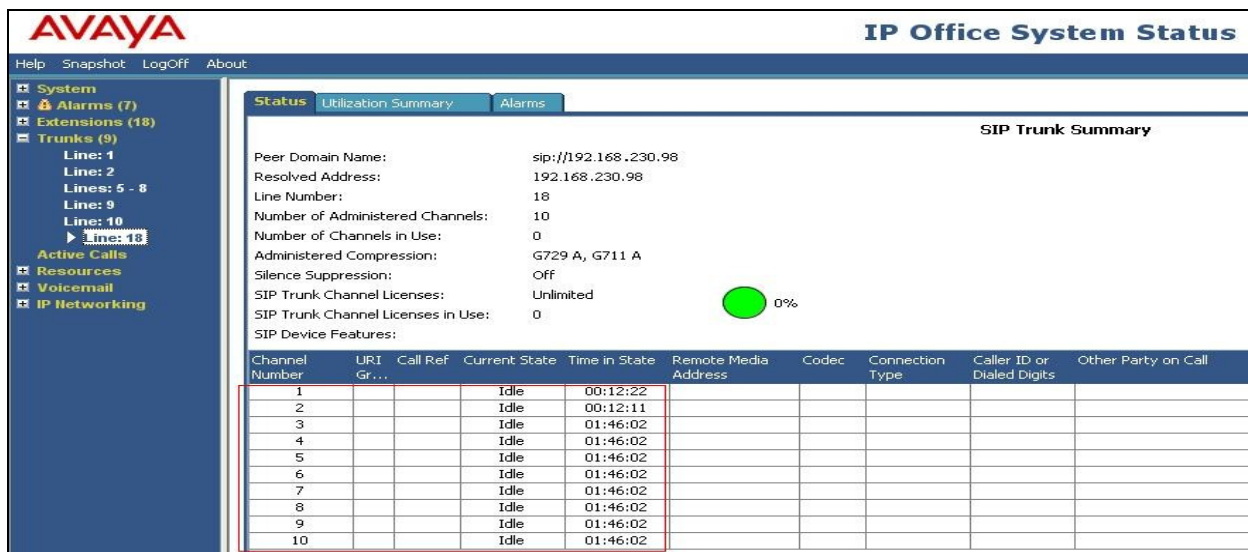 AVAYA
IP Office System Status
Help Snapshot LogOff About
System
Alarms (7)
Extensions (18)
Trunks (9)
Line: 1
Line: 2
Lines: 5 - 8
Line: 9
Line: 10
Line: 18
Active Calls
Resources
Voicemail
IP Networking
Status Utilization Summary Alarms
SIP Trunk Summary
Peer Domain Name: sip://192.168.230.98
Resolved Address: 192.168.230.98
Line Number: 18
Number of Administered Channels: 10
Number of Channels in Use: 0
Administered Compression: G729 A, G711 A
Silence Suppression: Off
SIP Trunk Channel Licenses: Unlimited 0%
SIP Trunk Channel Licenses in Use: 0
SIP Device Features:
Channel Number URI Gr... Call Ref Current State Time in State Remote Media Address Codec Connection Type Caller ID or Dialed Digits Other Party on Call
1 Idle 00:12:22
2 Idle 00:12:11
3 Idle 01:46:02
4 Idle 01:46:02
5 Idle 01:46:02
6 Idle 01:46:02
7 Idle 01:46:02
8 Idle 01:46:02
9 Idle 01:46:02
10 Idle 01:46:02